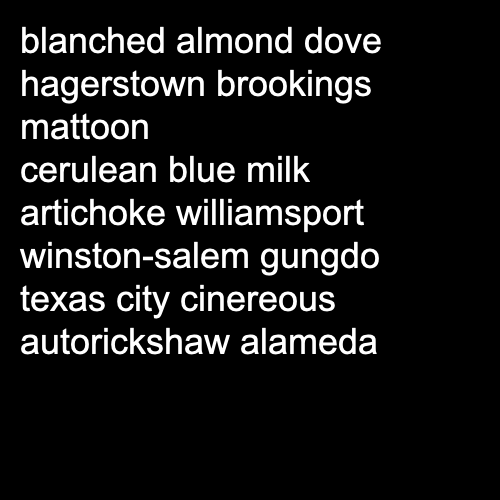 blanched almond dove
hagerstown brookings
mattoon
cerulean blue milk
artichoke williamsport
winston-salem gungdo
texas city cinereous
autorickshaw alameda